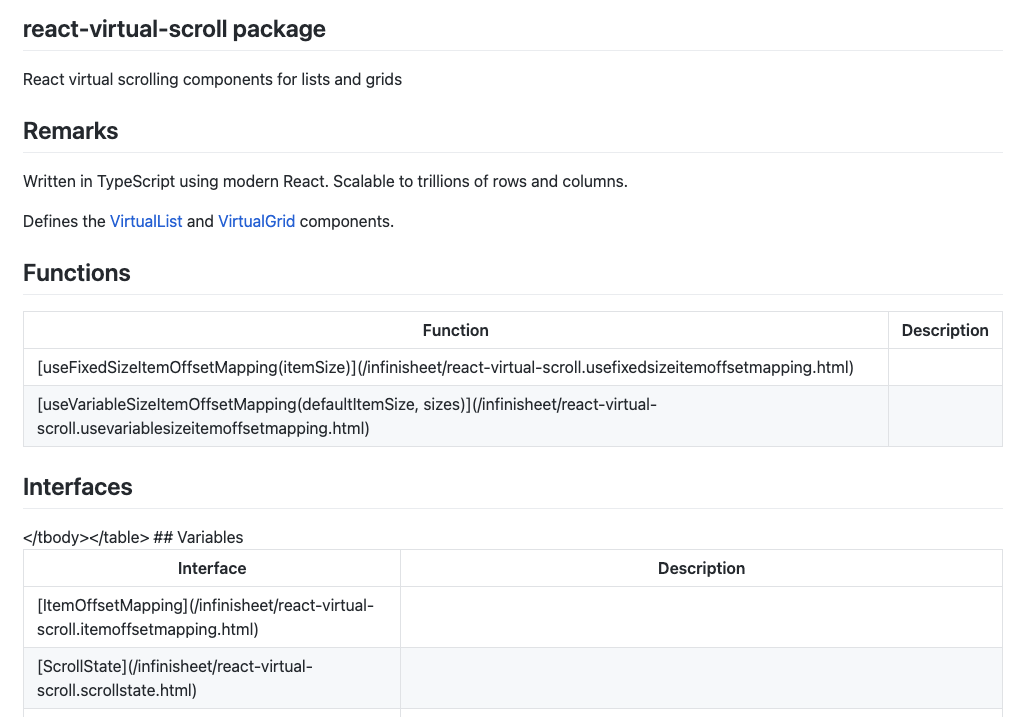 react-virtual-scroll package
React virtual scrolling components for lists and grids
Remarks
Written in TypeScript using modern React. Scalable to trillions of rows and columns.
Defines the VirtualList and VirtualGrid components.
Functions
Function Description
[useFixedSizeItemOffsetMapping(itemSize)](/infinisheet/react-virtual-scroll.usefixedsizeitemoffsetmapping.html)
[useVariableSizeItemOffsetMapping(defaultItemSize, sizes)](/infinisheet/react-virtual-
scroll.usevariablesizeitemoffsetmapping.html)
Interfaces
</tbody></table> ## Variables
Interface Description
[ItemOffsetMapping](/infinisheet/react-virtual-
scroll.itemoffsetmapping.html)
[ScrollState](/infinisheet/react-virtual-
scroll.scrollstate.html)